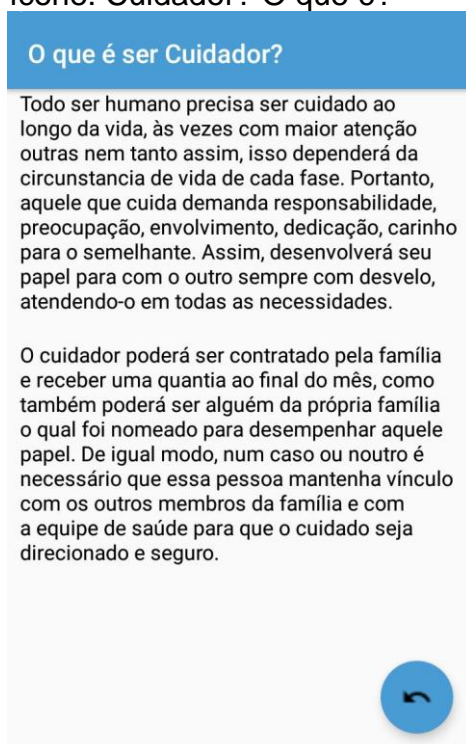 Cuidador? O que é?
O que é ser Cuidador?
Todo ser humano precisa ser cuidado ao
longo da vida, às vezes com maior atenção
outras nem tanto assim, isso dependerá da
circunstancia de vida de cada fase. Portanto,
aquele que cuida demanda responsabilidade,
preocupação, envolvimento, dedicação, carinho
para o semelhante. Assim, desenvolverá seu
papel para com o outro sempre com desvelo,
atendendo-o em todas as necessidades.
O cuidador poderá ser contratado pela família
e receber uma quantia ao final do mês, como
também poderá ser alguém da própria família
o qual foi nomeado para desempenhar aquele
papel. De igual modo, num caso ou noutro é
necessário que essa pessoa mantenha vínculo
com os outros membros da família e com
a equipe de saúde para que o cuidado seja
direcionado e seguro.